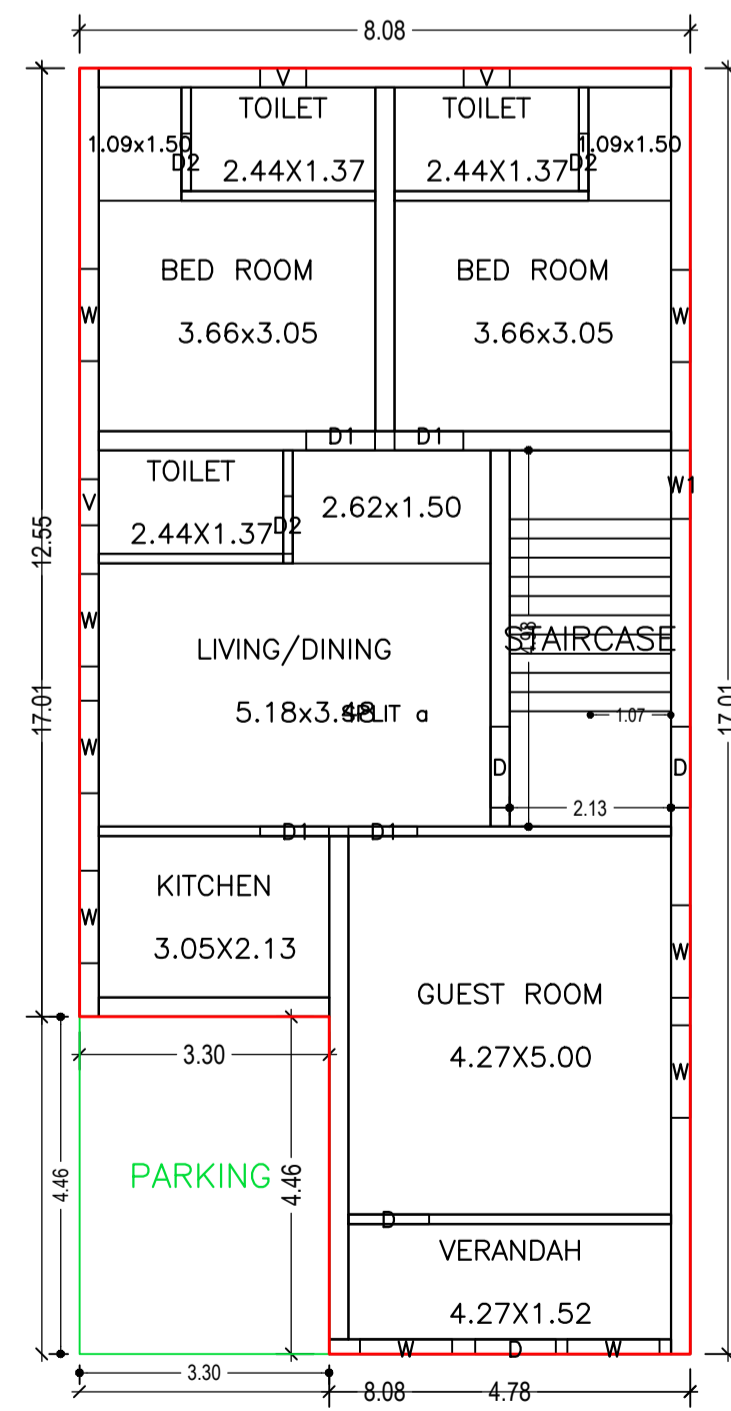 8.08
V V
TOILET TOILET
1.09x1.50 1.09x1.50
D2 D2
2.44X1.37 2.44X1.37
BED ROOM BED ROOM
W W
3.66x3.05 3.66x3.05
D1 D1
TOILET
W1
V
2.62x1.50
D2
2.44X1.37
12.55
W
STAIRCASE
LIVING/DINING
5.18x3.48
SPLIT a
1.07
17.01 17.01
W
D D
2.13
D1 D1
KITCHEN
W
3.05X2.13
W
GUEST ROOM
3.30
4.27X5.00
W
PARKING
4.46 4.46
D
VERANDAH
4.27X1.52
W D W
3.30
8.08 4.78